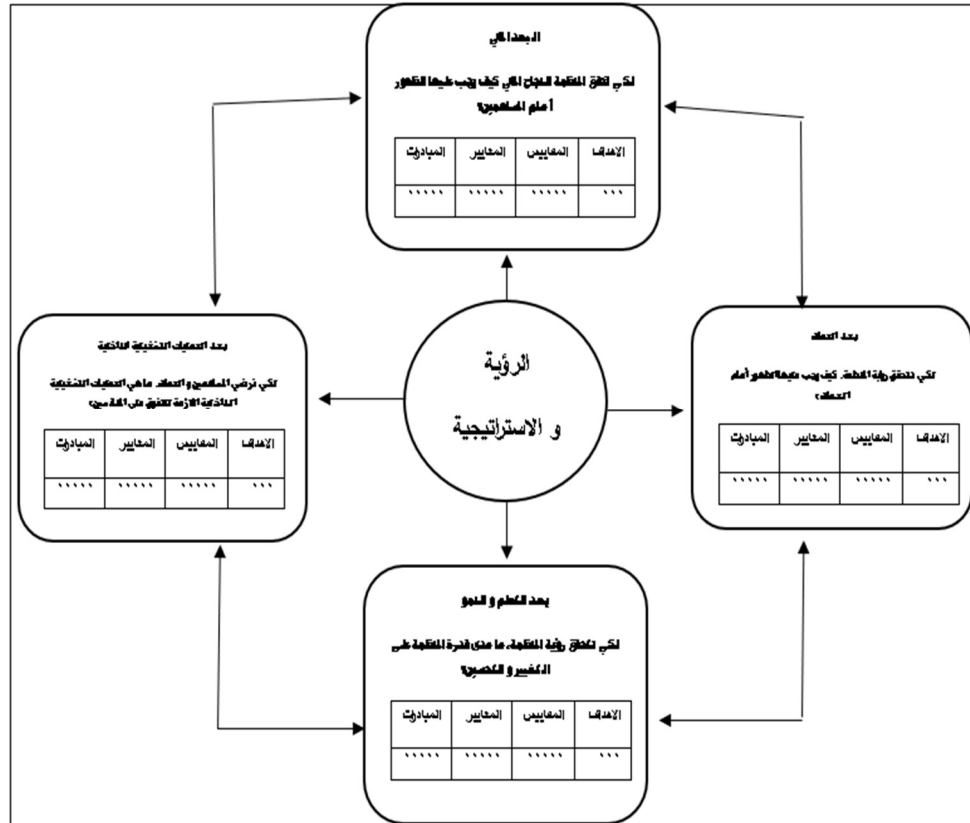 البعد المالي
لكي تحقق المنظمة النجاح المالي كيف يجب عليها الظهور
أمام المساهمين؟
الاهداف المقاييس المعايير المبادرات
... ..... ..... .....
بعد العملاء
لكي تتحقق رؤية المنظمة، كيف يجب عليها الظهور أمام
العملاء؟
الاهداف المقاييس المعايير المبادرات
... ..... ..... .....
الرؤية
و الاستراتيجية
بعد العمليات التشغيلية الداخلية
لكي نرضي المساهمين و العملاء، ما هي العمليات التشغيلية
الداخلية اللازمة للتفوق على المنافسين؟
الاهداف المقاييس المعايير المبادرات
... ..... ..... .....
بعد التعلم و النمو
لكي تتحقق رؤية المنظمة، ما مدى قدرة المنظمة على
التغيير و التحسين؟
الاهداف المقاييس المعايير المبادرات
... ..... ..... .....